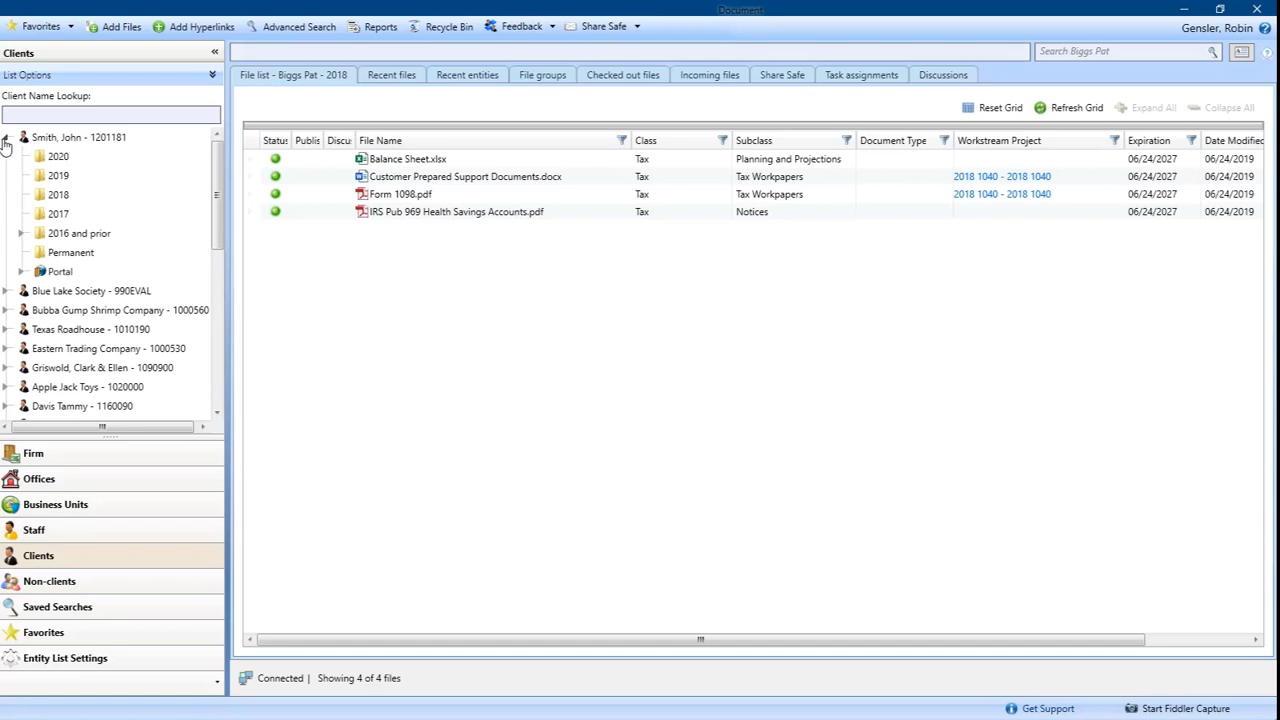 Document
Favorites Add Files Add Hyperlinks Advanced Search Reports Recycle Bin Feedback Share Safe Gensler, Robin
Clients
Search Biggs Pat
List Options
File list - Biggs Pat - 2018 Recent files Recent entities File groups Checked out files Incoming files Share Safe Task assignments Discussions
Client Name Lookup:
Reset Grid Refresh Grid Expand All Collapse All
Status Public Discu File Name Class Subclass Document Type Workstream Project Expiration Date Modified
Balance Sheet.xlsx Tax Planning and Projections 06/24/2027 06/24/2019
Customer Prepared Support Documents.docx Tax Tax Workpapers 2018 1040 - 2018 1040 06/24/2027 06/24/2019
Form 1098.pdf Tax Tax Workpapers 2018 1040 - 2018 1040 06/24/2027 06/24/2019
IRS Pub 969 Health Savings Accounts.pdf Tax Notices 06/24/2027 06/24/2019
Smith, John - 1201181
2020
2019
2018
2017
2016 and prior
Permanent
Portal
Blue Lake Society - 990EVAL
Bubba Gump Shrimp Company - 1000560
Texas Roadhouse - 1010190
Eastern Trading Company - 1000530
Griswold, Clark & Ellen - 1090900
Apple Jack Toys - 1020000
Davis Tammy - 1160090
Firm
Offices
Business Units
Staff
Clients
Non-clients
Saved Searches
Favorites
Entity List Settings
Connected | Showing 4 of 4 files
Get Support Start Fiddler Capture